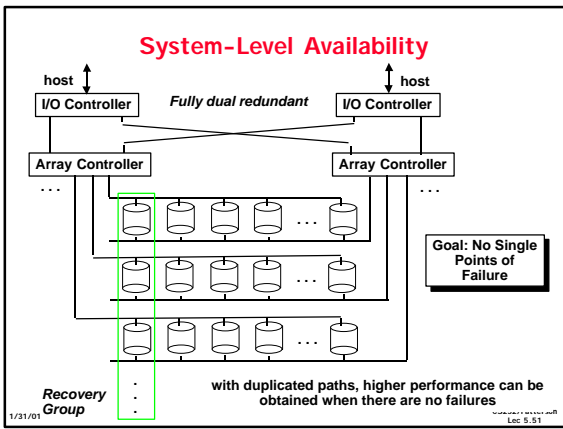 System-Level Availability
host
host
I/O Controller
Fully dual redundant
I/O Controller
Array Controller
Array Controller
. . .
. . .
. . .
. . .
. . .
Goal: No Single
Points of
Failure
.
.
.
Recovery
Group
with duplicated paths, higher performance can be
obtained when there are no failures
1/31/01
Lec 5.51